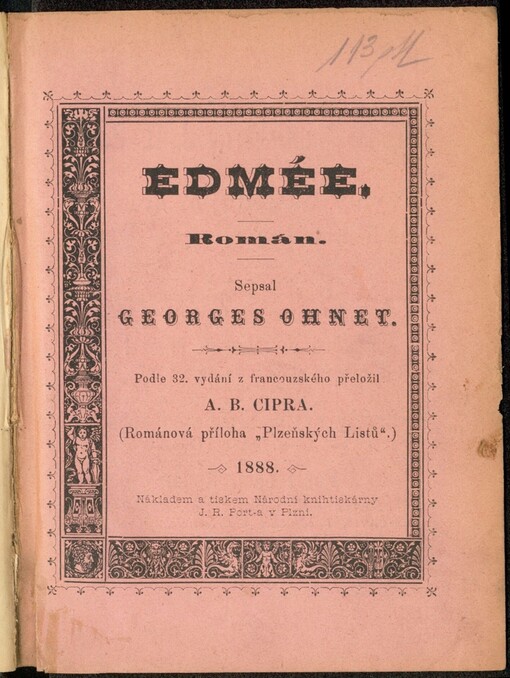 EDMÉE.
Román.
Sepsal
GEORGES OHNET.
Podle 32. vydání z francouzského přeložil
A. B. CIPRA.
(Románová příloha „Plzeňských Listů“.)
1888.
Nákladem a tiskem Národní knihtiskárny
J. R. Port-a v Plzni.